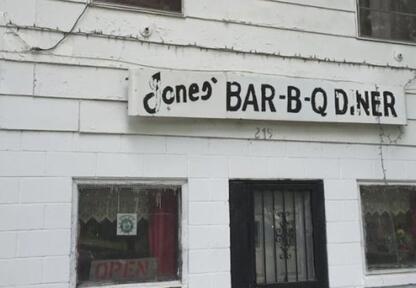 Jones' BAR-B-Q DINER
219
OPEN